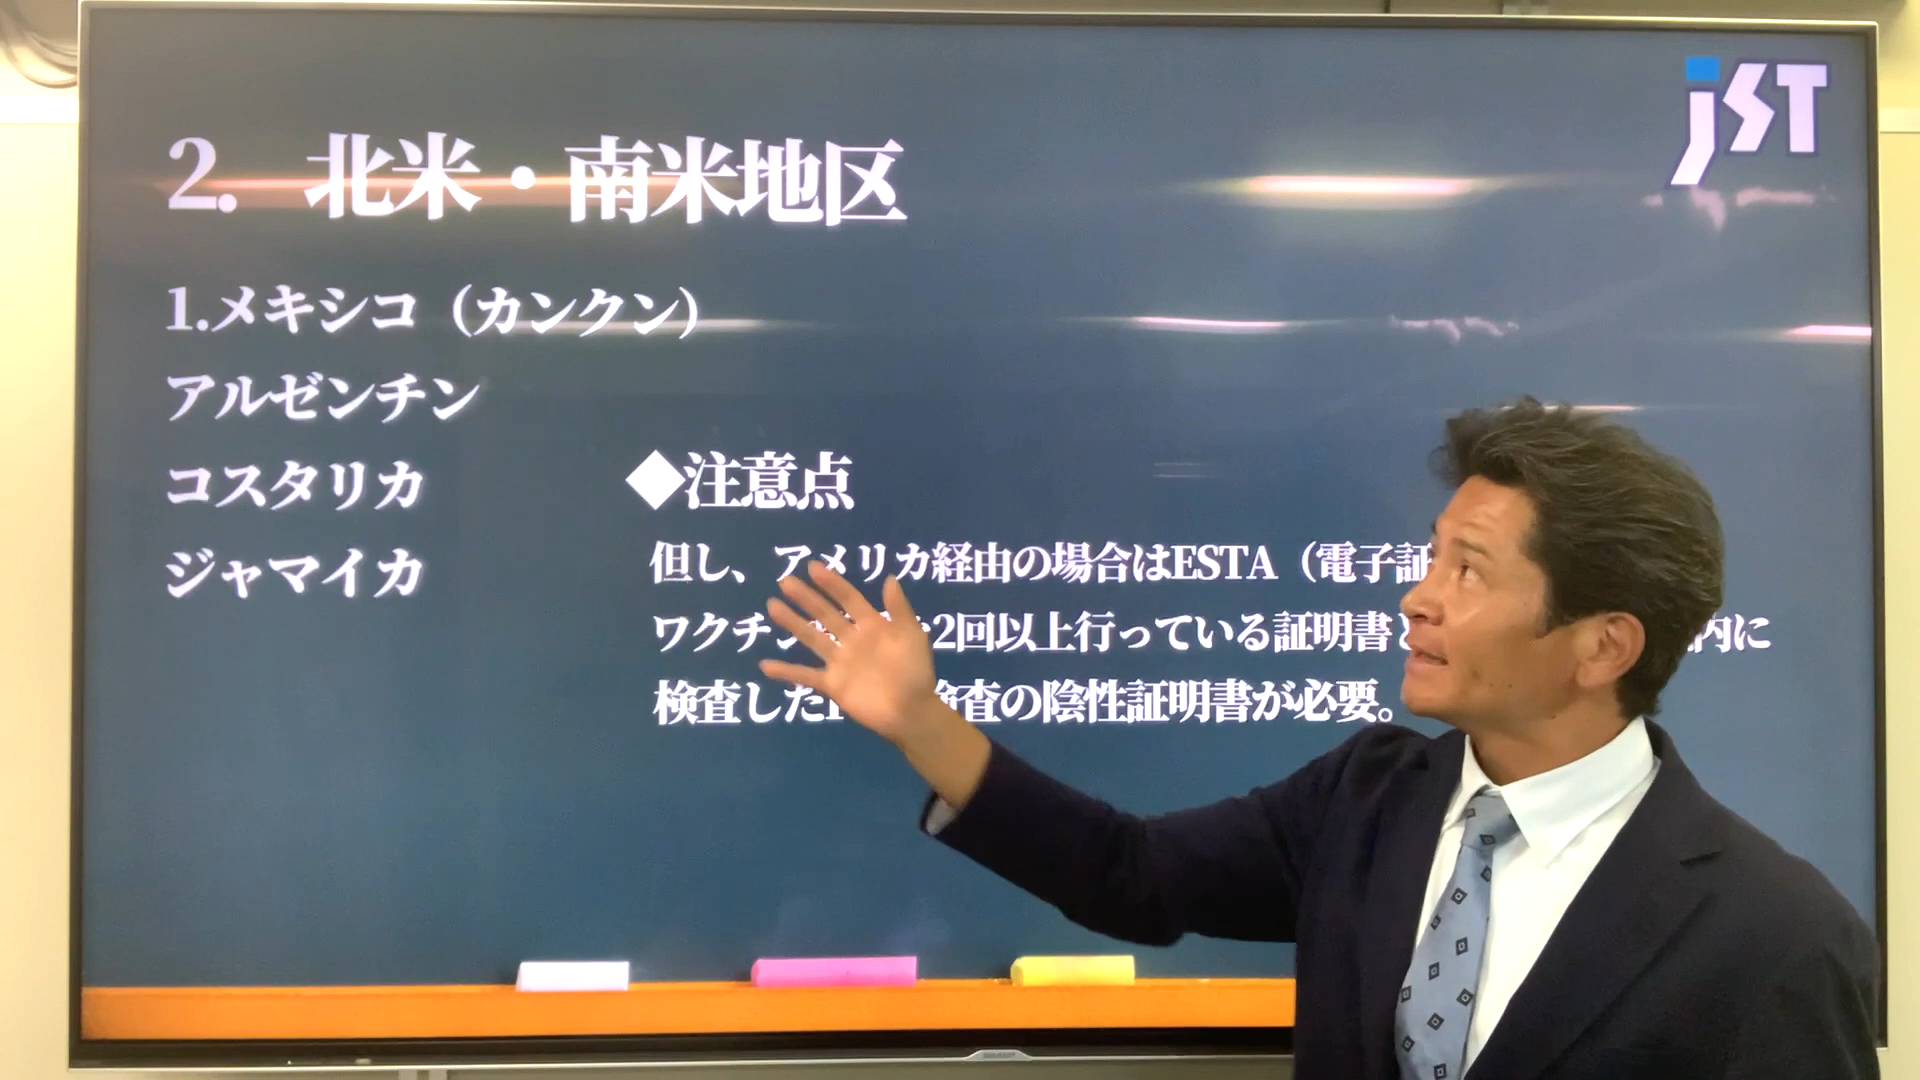 jST
2. 北米・南米地区
1.メキシコ（カンクン）
アルゼンチン
コスタリカ
ジャマイカ
◆注意点
但し、アメリカ経由の場合はESTA（電子証
ワクチン 2回以上行っている証明書と 内に
検査した 検査の陰性証明書が必要。